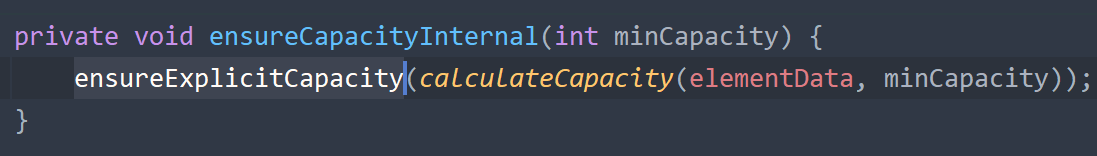 private void ensureCapacityInternal(int minCapacity) {
    ensureExplicitCapacity(calculateCapacity(elementData, minCapacity));
}